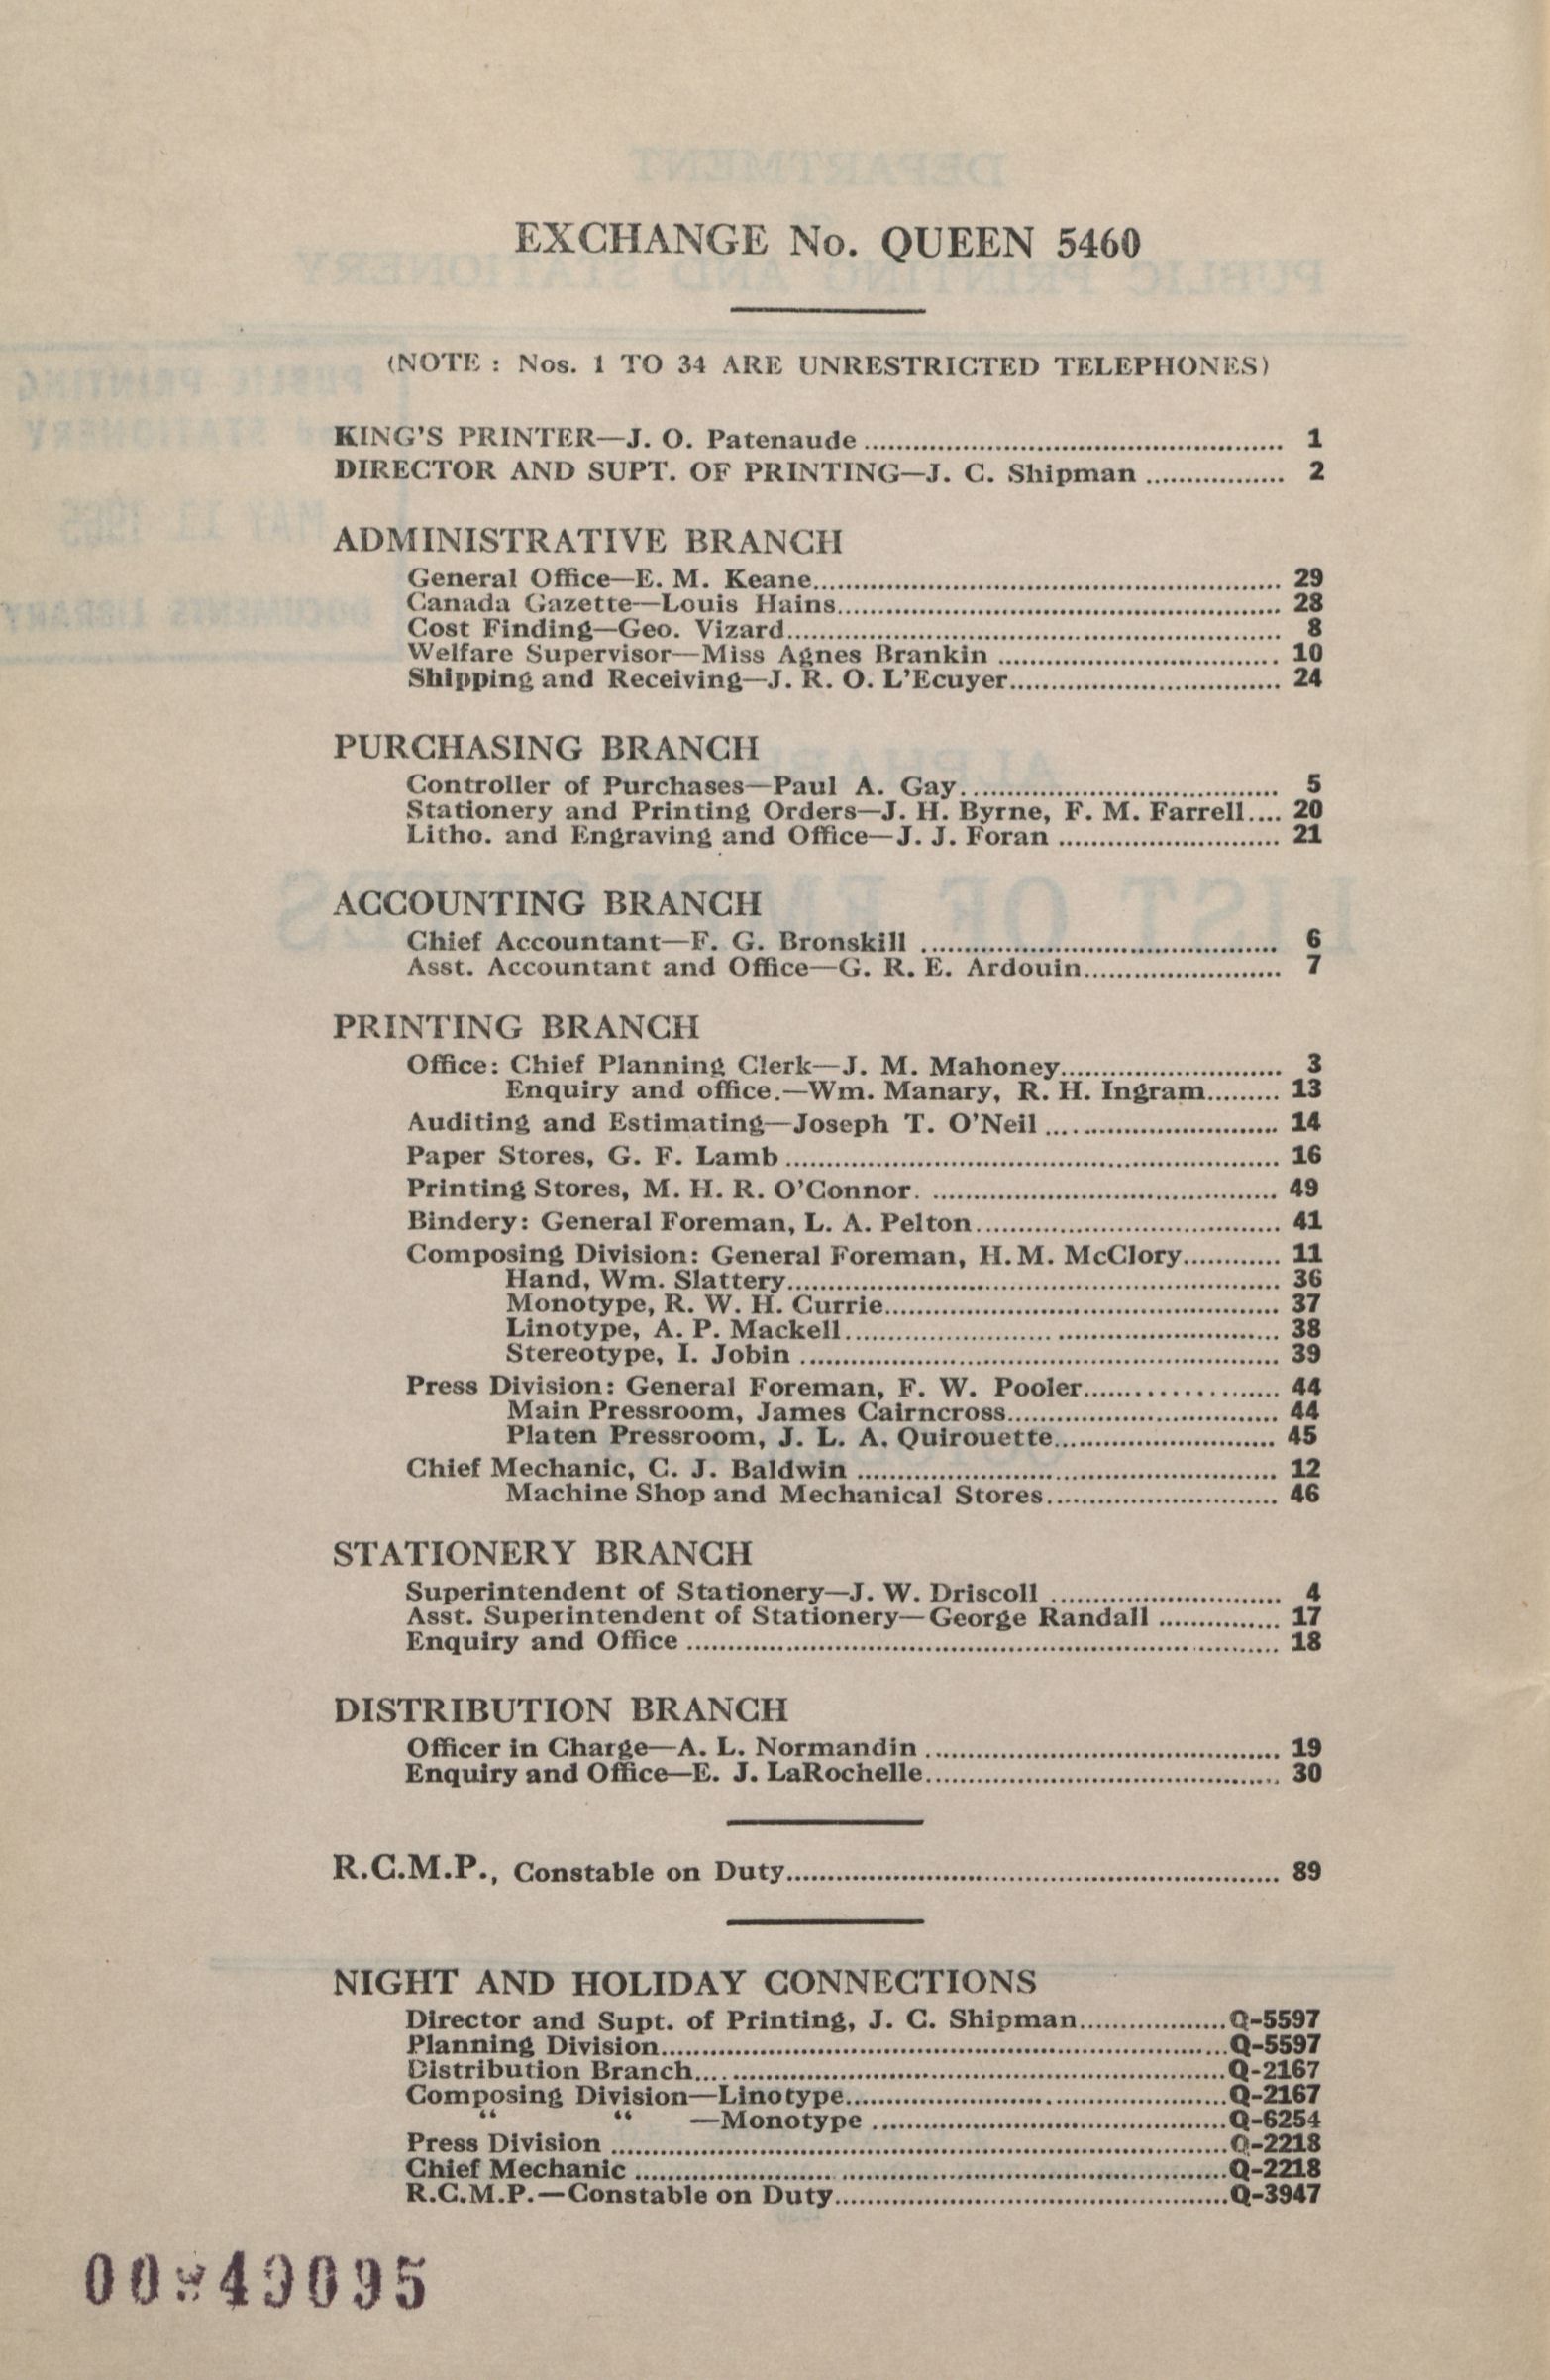 EXCHANGE No. QUEEN 5460
(NOTE : Nos. 1 TO 34 ARE UNRESTRICTED TELEPHONES)
KING'S PRINTER—J. O. Patenaude ........ 1
DIRECTOR AND SUPT. OF PRINTING—J. C. Shipman ........ 2
ADMINISTRATIVE BRANCH
General Office—E. M. Keane........ 29
Canada Gazette—Louis Hains........ 28
Cost Finding—Geo. Vizard........ 8
Welfare Supervisor—Miss Agnes Brankin ........ 10
Shipping and Receiving—J. R. O. L'Ecuyer........ 24
PURCHASING BRANCH
Controller of Purchases—Paul A. Gay........ 5
Stationery and Printing Orders—J. H. Byrne, F. M. Farrell.... 20
Litho. and Engraving and Office—J. J. Foran ........ 21
ACCOUNTING BRANCH
Chief Accountant—F. G. Bronskill ........ 6
Asst. Accountant and Office—G. R. E. Ardouin........ 7
PRINTING BRANCH
Office: Chief Planning Clerk—J. M. Mahoney........ 3
Enquiry and office.—Wm. Manary, R. H. Ingram........ 13
Auditing and Estimating—Joseph T. O'Neil ........ 14
Paper Stores, G. F. Lamb ........ 16
Printing Stores, M. H. R. O'Connor. ........ 49
Bindery: General Foreman, L. A. Pelton........ 41
Composing Division: General Foreman, H. M. McClory........ 11
Hand, Wm. Slattery........ 36
Monotype, R. W. H. Currie........ 37
Linotype, A. P. Mackell........ 38
Stereotype, I. Jobin ........ 39
Press Division: General Foreman, F. W. Pooler........ 44
Main Pressroom, James Cairncross........ 44
Platen Pressroom, J. L. A. Quirouette........ 45
Chief Mechanic, C. J. Baldwin ........ 12
Machine Shop and Mechanical Stores........ 46
STATIONERY BRANCH
Superintendent of Stationery—J. W. Driscoll ........ 4
Asst. Superintendent of Stationery—George Randall ........ 17
Enquiry and Office ........ 18
DISTRIBUTION BRANCH
Officer in Charge—A. L. Normandin ........ 19
Enquiry and Office—E. J. LaRochelle........ 30
R.C.M.P., Constable on Duty........ 89
NIGHT AND HOLIDAY CONNECTIONS
Director and Supt. of Printing, J. C. Shipman........Q-5597
Planning Division........Q-5597
Distribution Branch........Q-2167
Composing Division—Linotype........Q-2167
“ “ —Monotype ........Q-6254
Press Division ........Q-2218
Chief Mechanic ........Q-2218
R.C.M.P.—Constable on Duty........Q-3947